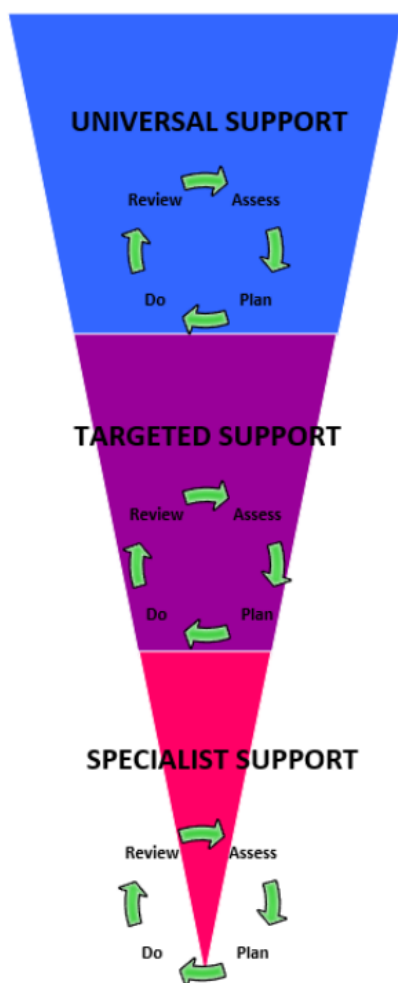 UNIVERSAL SUPPORT
Review Assess
Do Plan
TARGETED SUPPORT
Review Assess
Do Plan
SPECIALIST SUPPORT
Review Assess
Do Plan